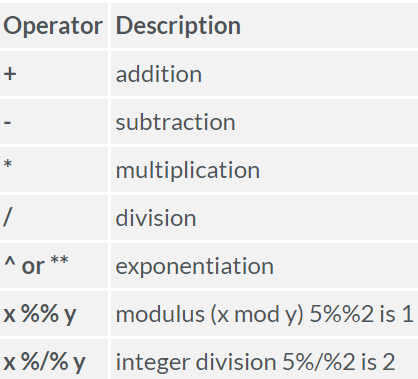 Operator Description
+ addition
- subtraction
* multiplication
/ division
^ or ** exponentiation
x %% y modulus (x mod y) 5%%2 is 1
x %/% y integer division 5%/%2 is 2